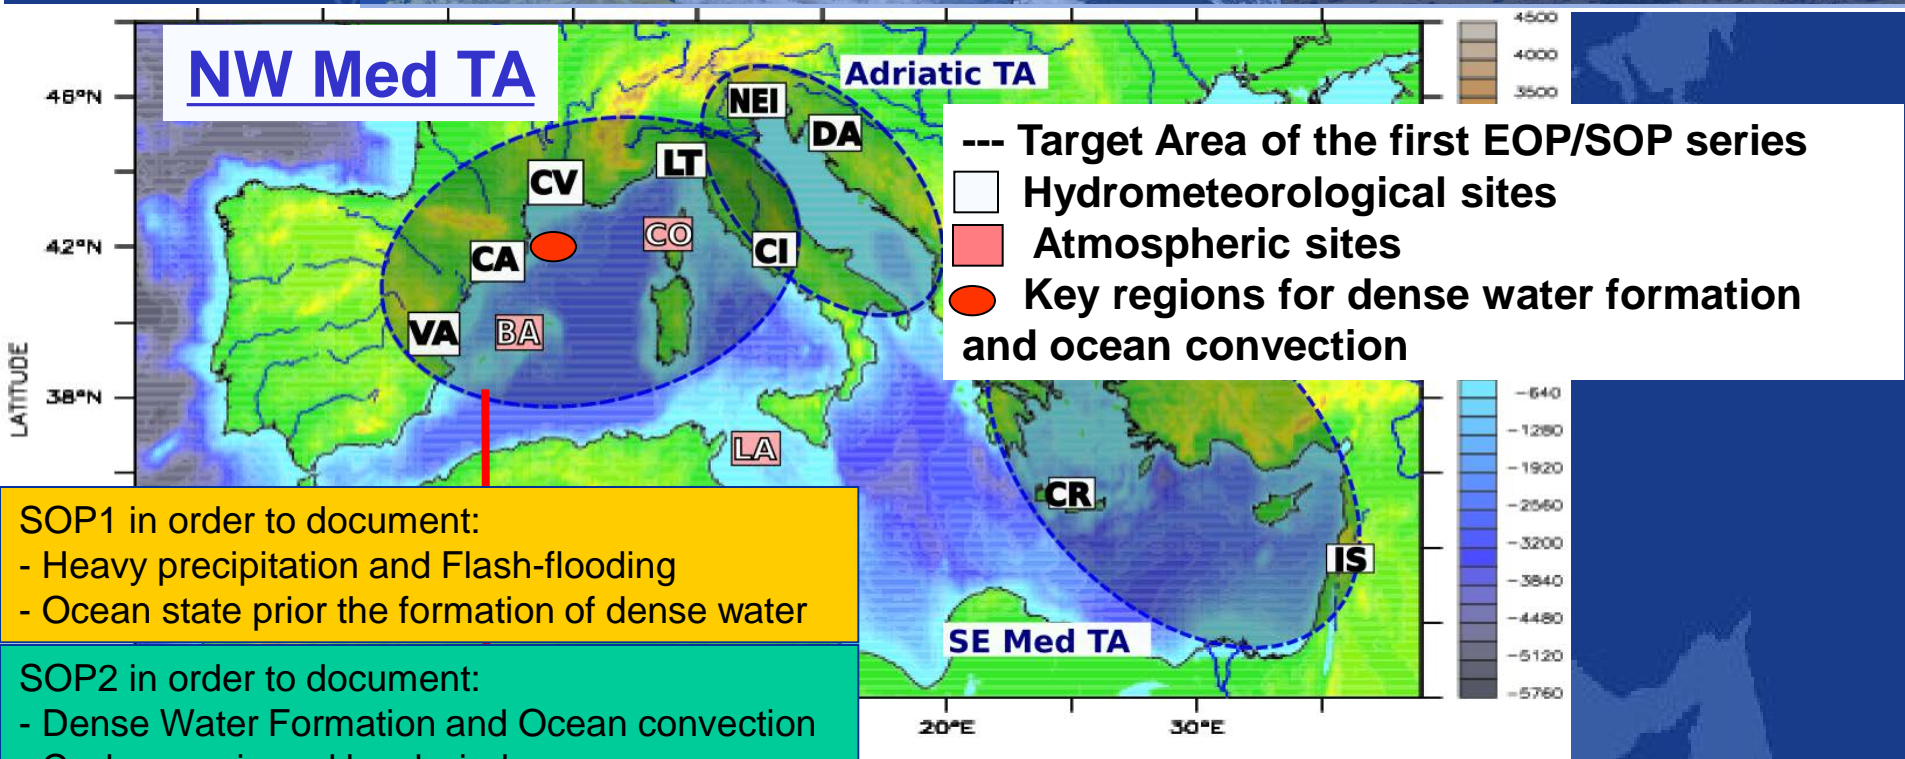 NW Med TA
Adriatic TA
NEI
DA
LT
CV
CO
CA
CI
VA
BA
LA
CR
IS
SE Med TA
46°N
42°N
38°N
LATITUDE
20°E
30°E
4500
4000
3500
-640
-1280
-1920
-2560
-3200
-3840
-4480
-5120
-5760
--- Target Area of the first EOP/SOP series
Hydrometeorological sites
Atmospheric sites
Key regions for dense water formation
and ocean convection
SOP1 in order to document:
- Heavy precipitation and Flash-flooding
- Ocean state prior the formation of dense water
SOP2 in order to document:
- Dense Water Formation and Ocean convection